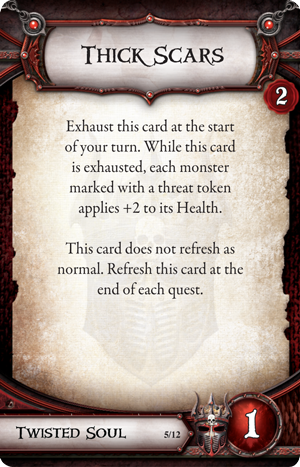 Thick Scars
2
Exhaust this card at the start
of your turn. While this card
is exhausted, each monster
marked with a threat token
applies +2 to its Health.
This card does not refresh as
normal. Refresh this card at the
end of each quest.
Twisted Soul
5/12
1